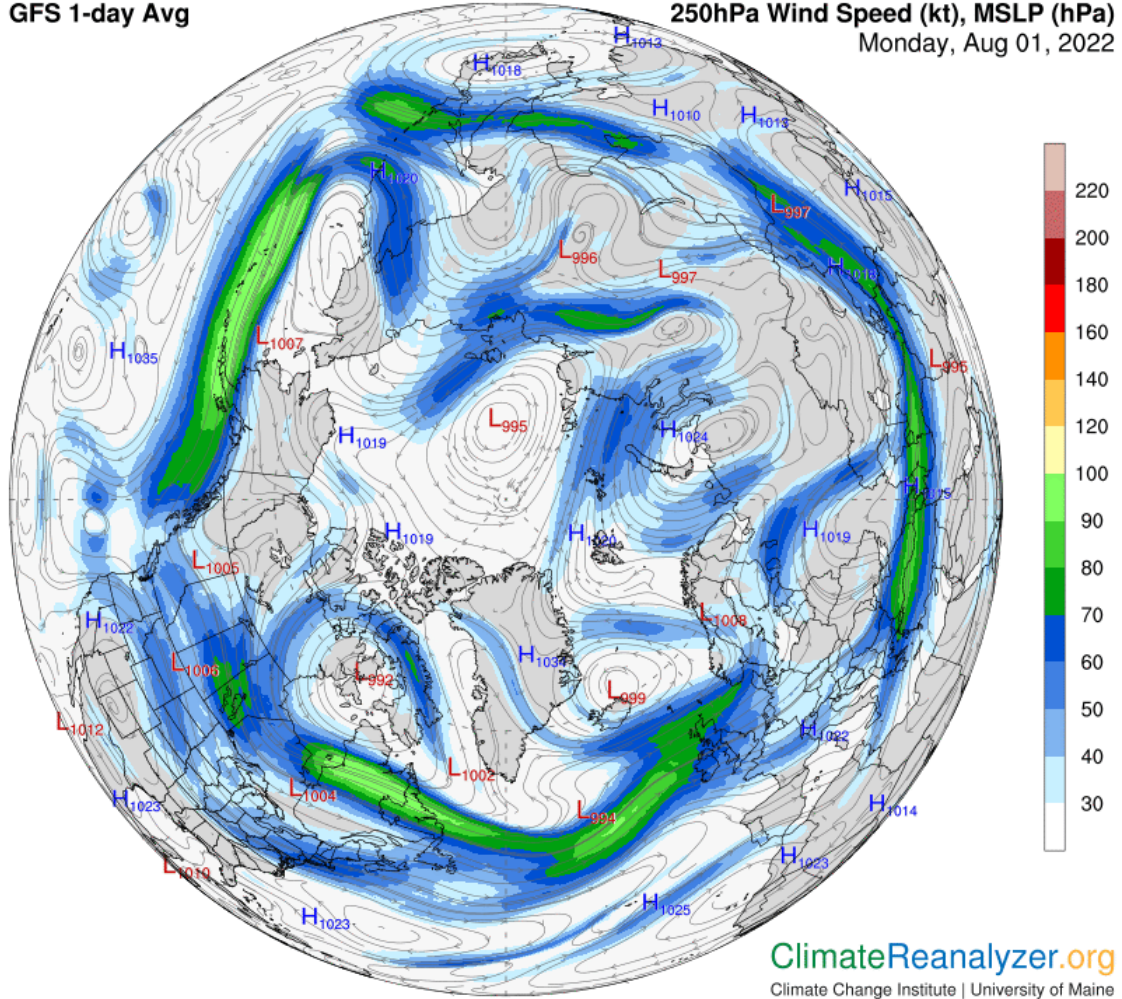 GFS 1-day Avg
250hPa Wind Speed (kt), MSLP (hPa)
Monday, Aug 01, 2022
H1013
H1018
H1010
H1013
H1020
H1015
L997
L996
L997
L1007
H1035
L995
L995
H1019
H1024
H1015
H1019
H1020
H1019
L1005
H1022
L1008
L1006
L992
L999
L1012
H1022
L1002
L1004
H1023
L994
H1014
H1023
L1010
H1025
H1023
220
200
180
160
140
120
100
90
80
70
60
50
40
30
ClimateReanalyzer.org
Climate Change Institute | University of Maine